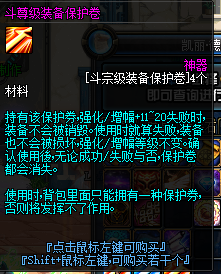 斗尊级装备保护卷
凯丽
神器
[斗宗级装备保护卷]4个
材料
即可查询进
持有该保护券,强化/增幅+11~20失败时,
装备不会被销毁。使用时就算失败,装备
也不会被损坏,强化/增幅等级不变。确
认使用后,无论成功/失败与否,保护卷
都会消失。
使用时,背包里面只能拥有一种保护券,
否则将发挥不了作用。
『点击鼠标左键可购买』
『Shift+鼠标左键可购买若干个』